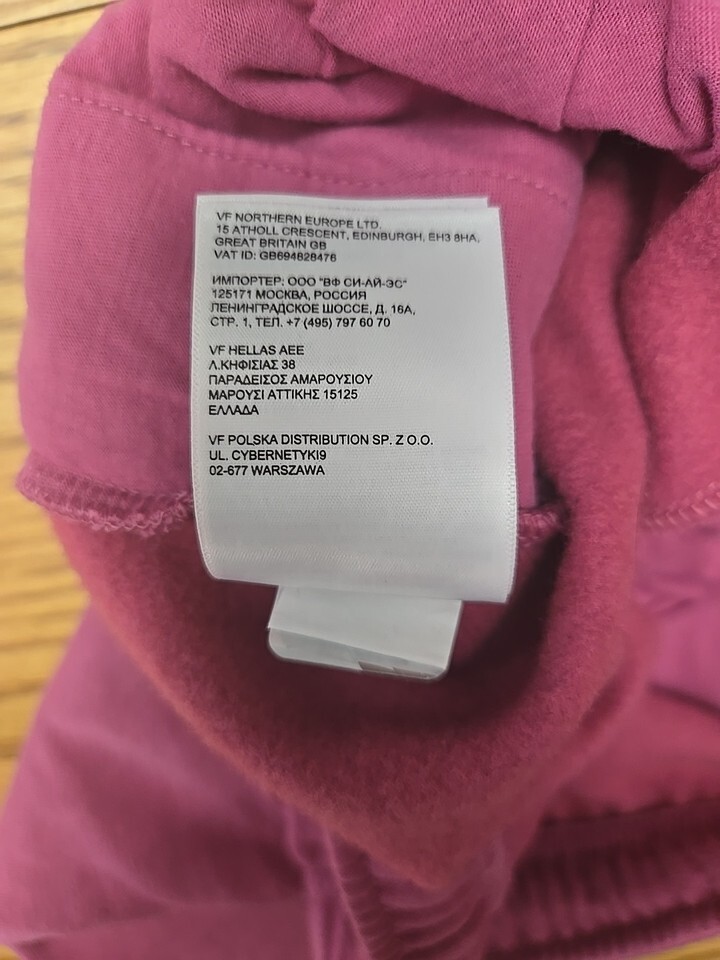 VF NORTHERN EUROPE LTD.
15 ATHOLL CRESCENT, EDINBURGH, EH3 8HA,
GREAT BRITAIN GB
VAT ID: GB694828476
ИМПОРТЕР: ООО "ВФ СИ-АЙ-ЭС"
125171 МОСКВА, РОССИЯ
ЛЕНИНГРАДСКОЕ ШОССЕ, Д. 16А,
СТР. 1, ТЕЛ. +7 (495) 797 60 70
VF HELLAS AEE
Λ.ΚΗΦΙΣΙΑΣ 38
ΠΑΡΑΔΕΙΣΟΣ ΑΜΑΡΟΥΣΙΟΥ
ΜΑΡΟΥΣΙ ΑΤΤΙΚΗΣ 15125
ΕΛΛΑΔΑ
VF POLSKA DISTRIBUTION SP. Z O.O.
UL. CYBERNETYKI9
02-677 WARSZAWA